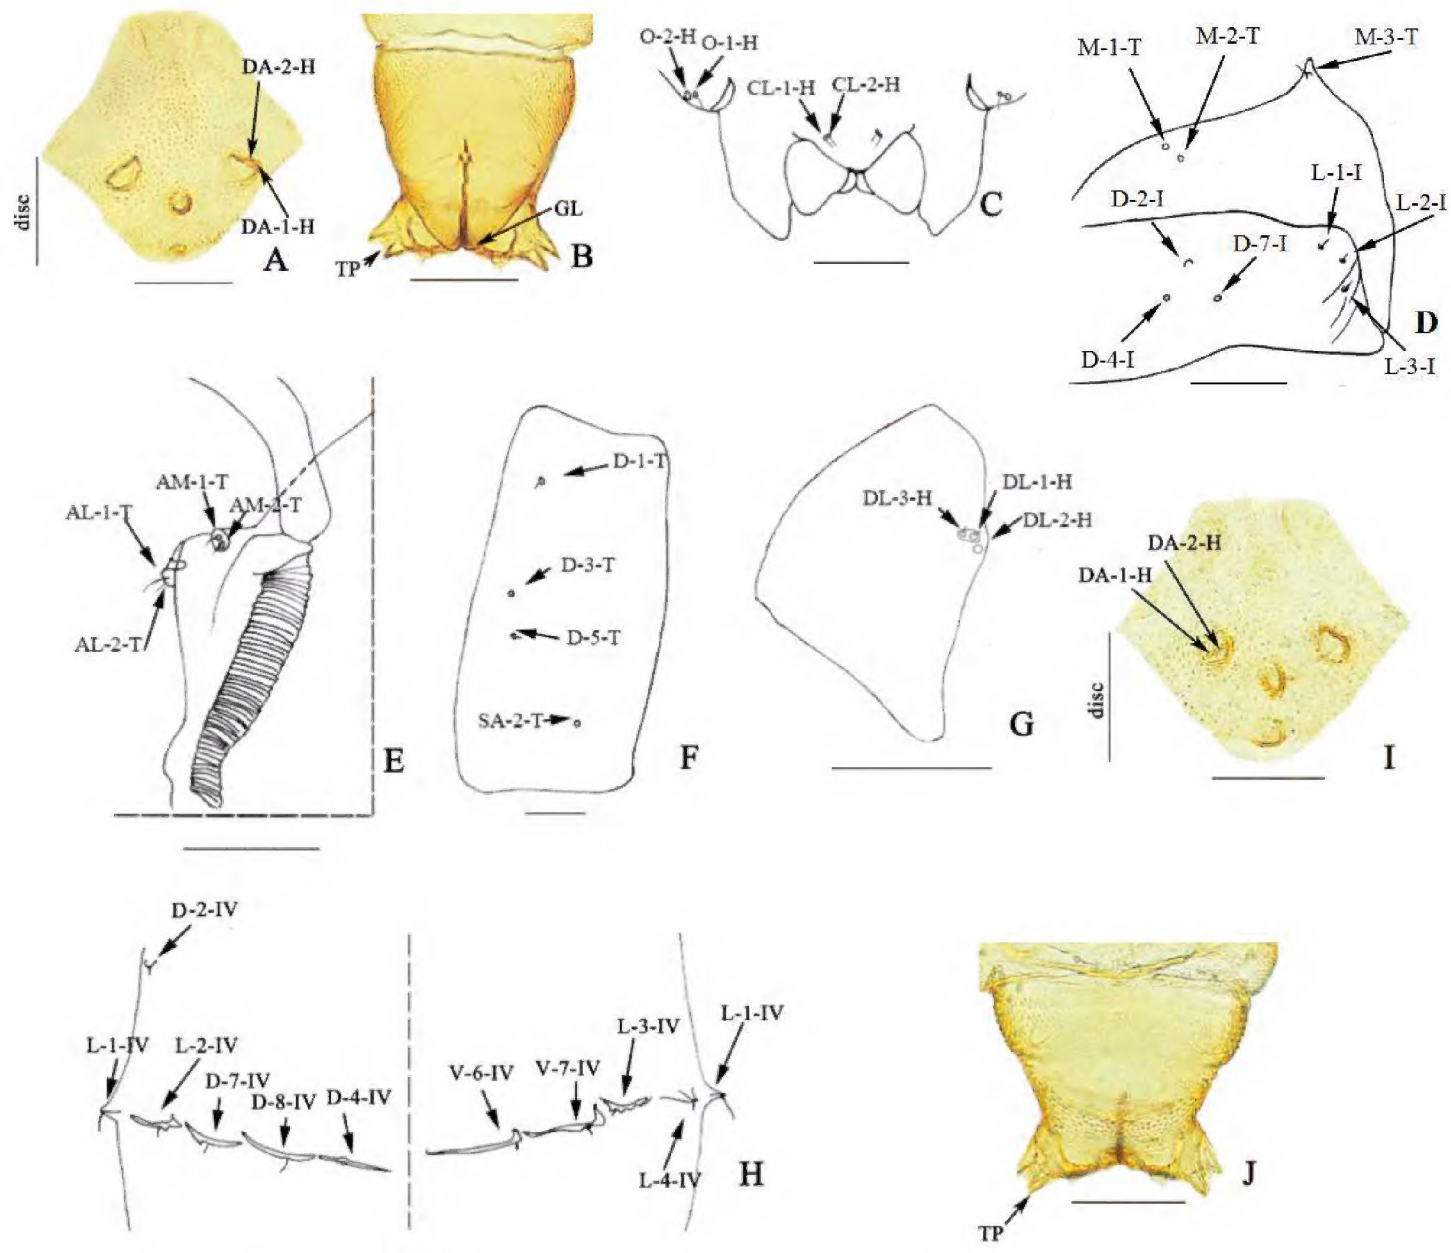 DA-2-H
disc
DA-1-H
A
GL
TP
B
O-2-H
O-1-H
CL-1-H
CL-2-H
C
M-1-T
M-2-T
M-3-T
L-1-I
D-2-I
L-2-I
D-7-I
D
D-4-I
L-3-I
AM-1-T
AM-2-T
AL-1-T
AL-2-T
E
D-1-T
D-3-T
D-5-T
SA-2-T
F
DL-3-H
DL-1-H
DL-2-H
G
DA-2-H
DA-1-H
disc
I
D-2-IV
L-1-IV
L-2-IV
D-7-IV
D-8-IV
D-4-IV
V-6-IV
V-7-IV
L-3-IV
L-1-IV
L-4-IV
H
TP
J